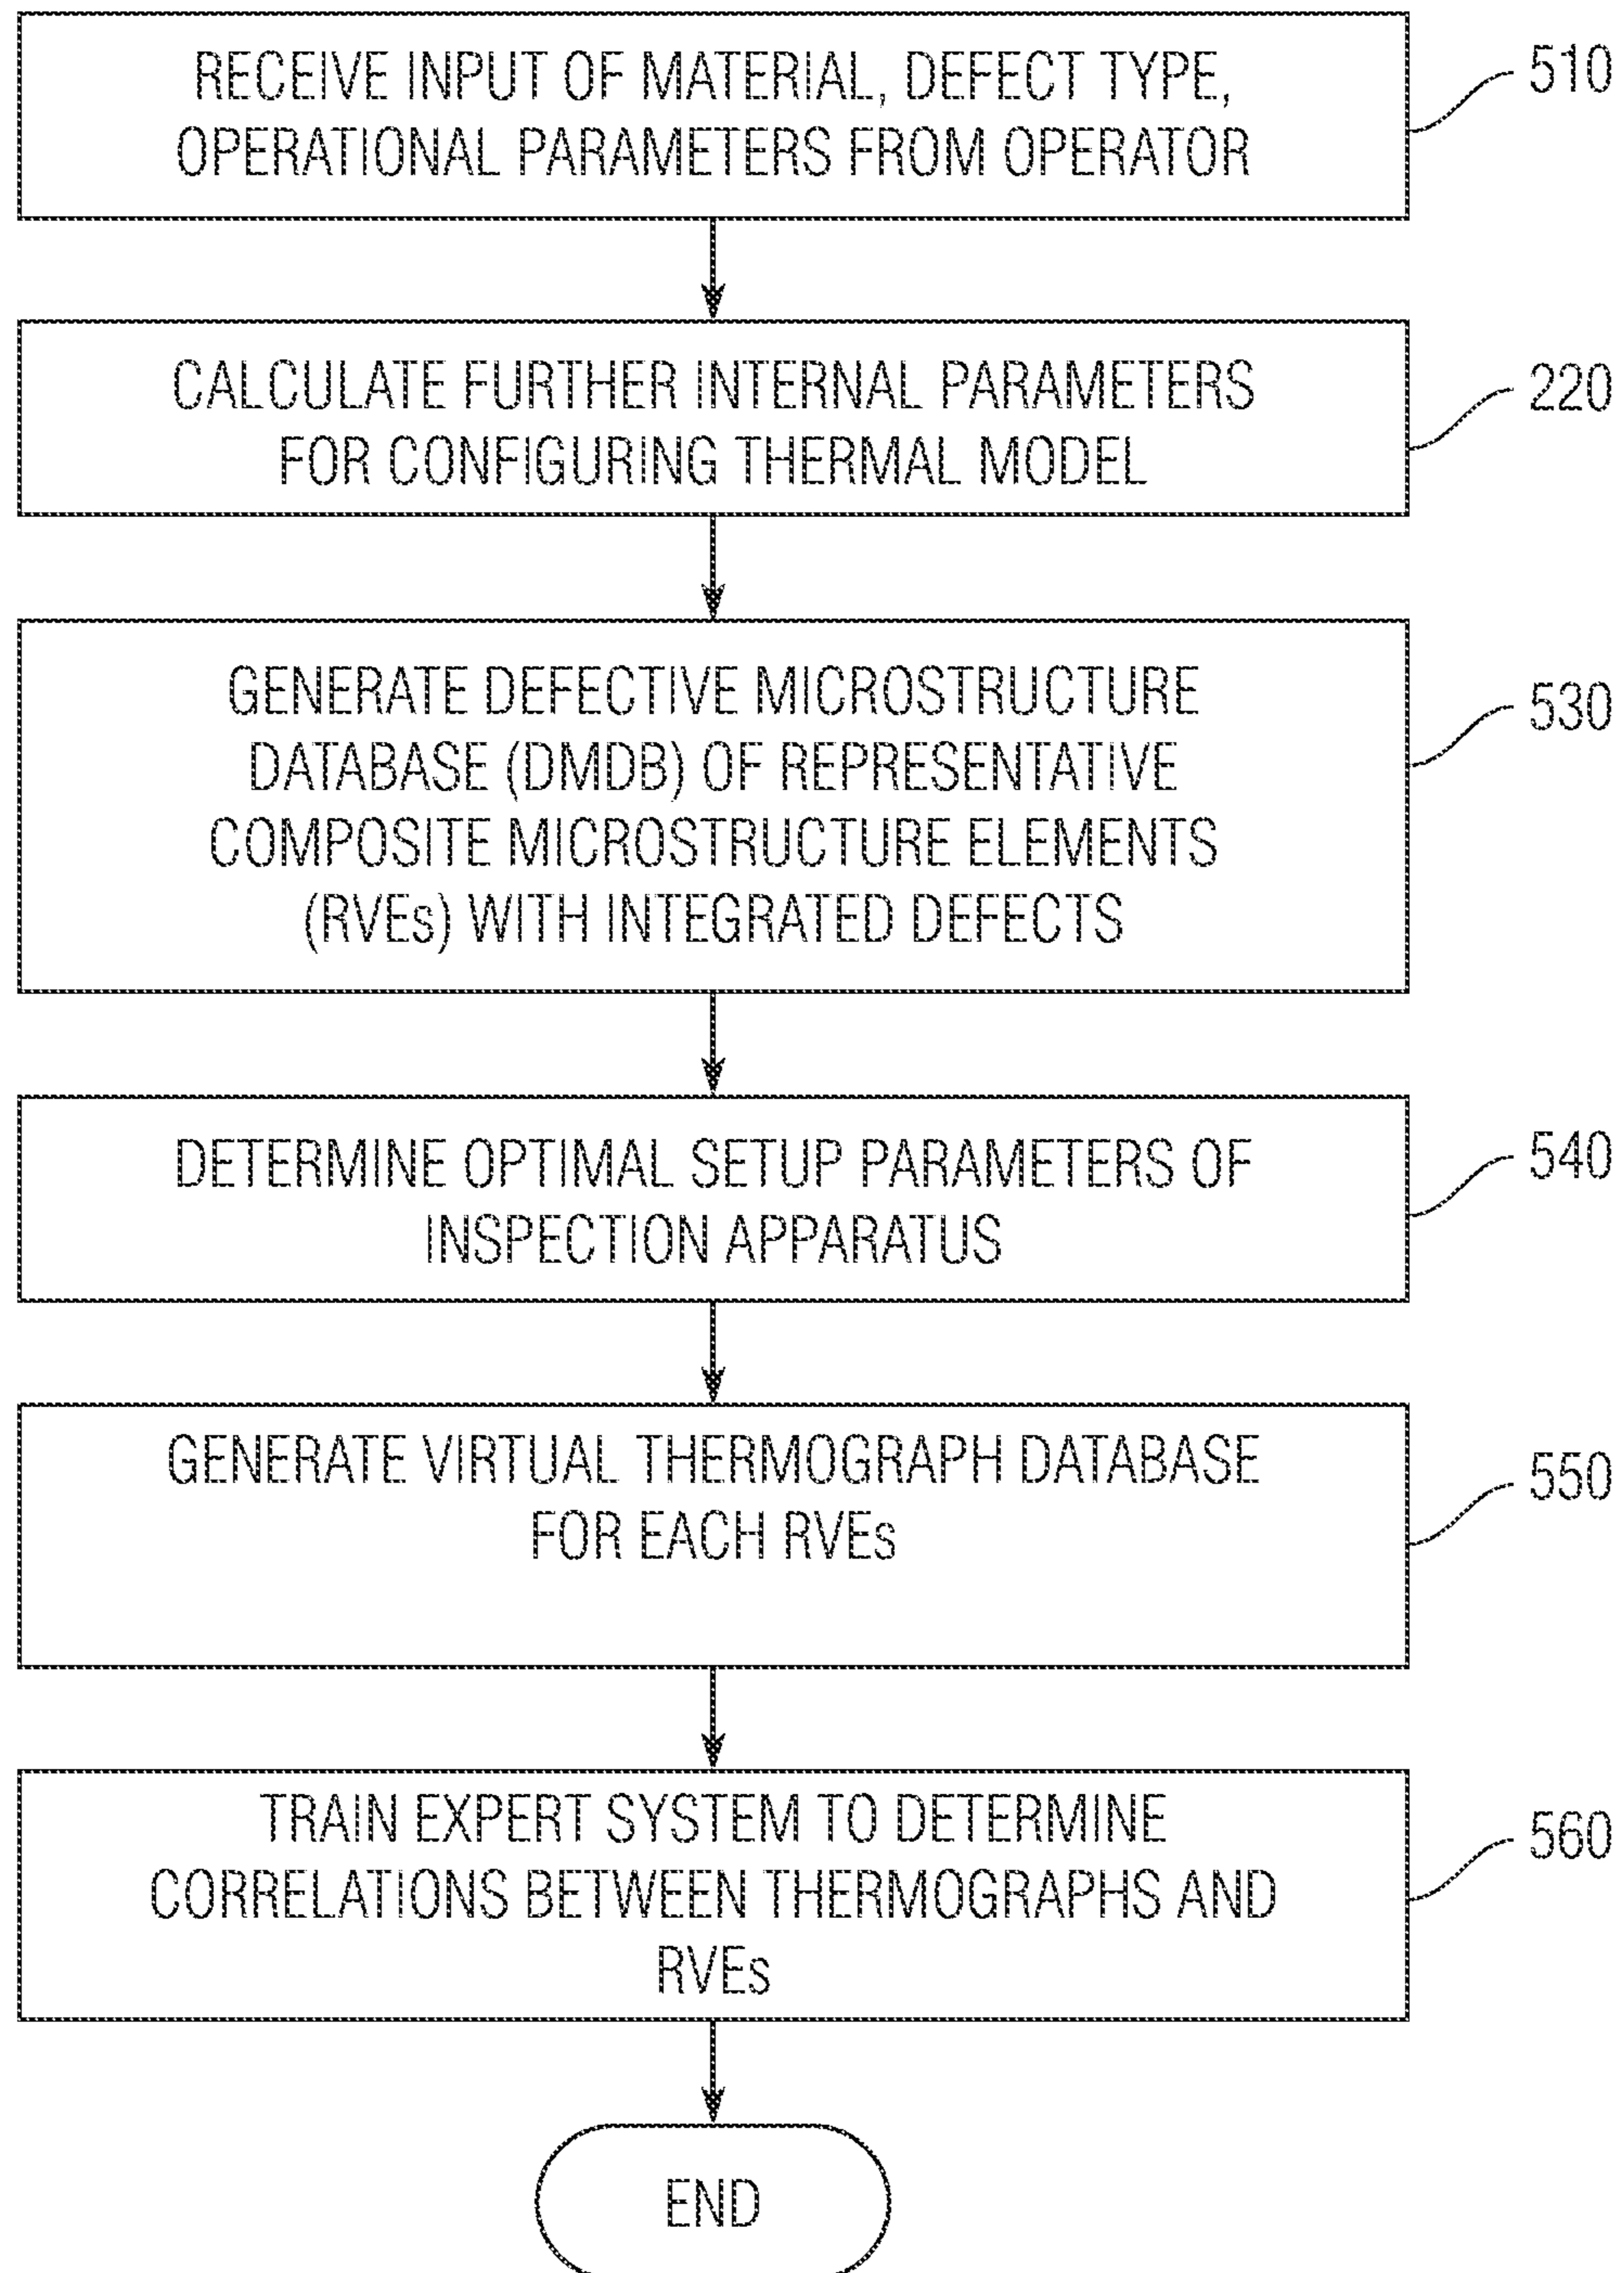 RECEIVE INPUT OF MATERIAL, DEFECT TYPE,
OPERATIONAL PARAMETERS FROM OPERATOR
510
CALCULATE FURTHER INTERNAL PARAMETERS
FOR CONFIGURING THERMAL MODEL
220
GENERATE DEFECTIVE MICROSTRUCTURE
DATABASE (DMDB) OF REPRESENTATIVE
COMPOSITE MICROSTRUCTURE ELEMENTS
(RVEs) WITH INTEGRATED DEFECTS
530
DETERMINE OPTIMAL SETUP PARAMETERS OF
INSPECTION APPARATUS
540
GENERATE VIRTUAL THERMOGRAPH DATABASE
FOR EACH RVEs
550
TRAIN EXPERT SYSTEM TO DETERMINE
CORRELATIONS BETWEEN THERMOGRAPHS AND
RVEs
560
END